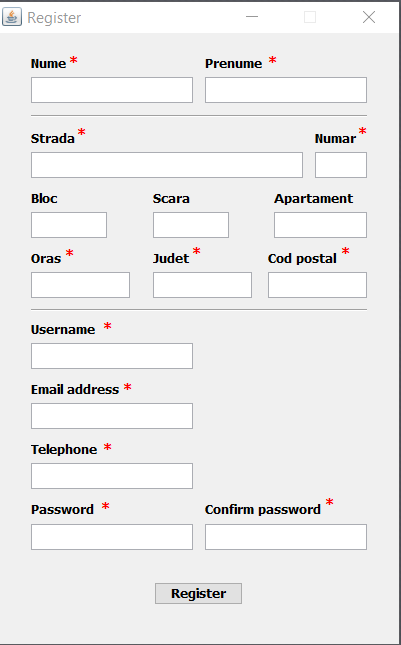 Register
Nume * Prenume *
Strada * Numar *
Bloc Scara Apartament
Oras * Judet * Cod postal *
Username *
Email address *
Telephone *
Password * Confirm password *
Register